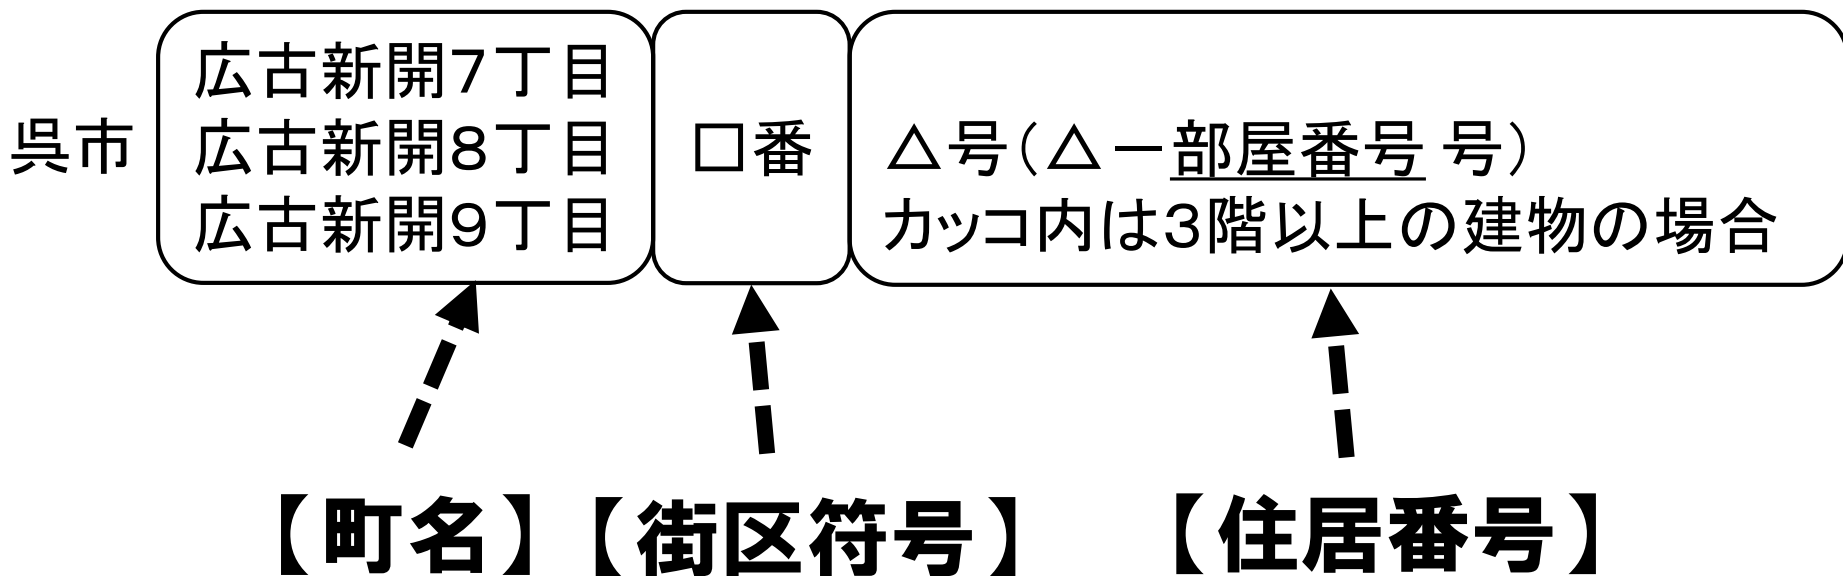 呉市
広古新開7丁目
広古新開8丁目
広古新開9丁目
□番
△号(△－部屋番号 号)
カッコ内は3階以上の建物の場合
【町名】【街区符号】 【住居番号】